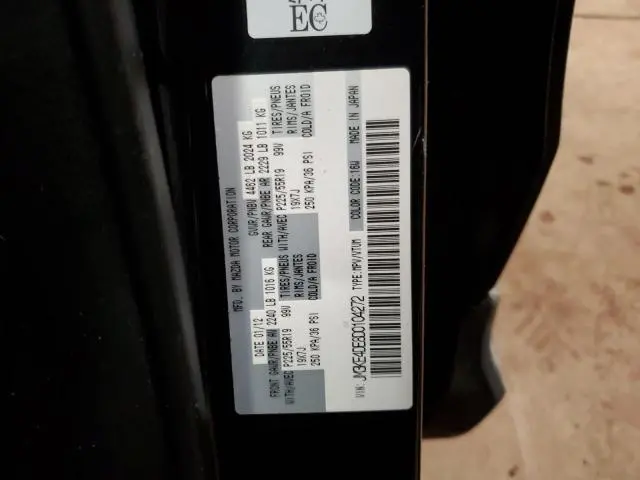 EC
MFD. BY MAZDA MOTOR CORPORATION
01/12 GVWR/PNBV 4462 LB 2024 KG
FRONT GAWR/PNBE AV 2240 LB 1016 KG REAR GAWR/PNBE AR 2229 LB 1011 KG
WITH/AVEC P225/55R19 99V TIRES/PNEUS WITH/AVEC P225/55R19 99V TIRES/PNEUS
19X7J RIMS/JANTES 19X7J RIMS/JANTES
250 KPA/36 PSI COLD/A FROID 250 KPA/36 PSI COLD/A FROID
VIN: JM3KE4DE8D0104272 TYPE:MPV/VTUM COLOR CODE:16W MADE IN JAPAN